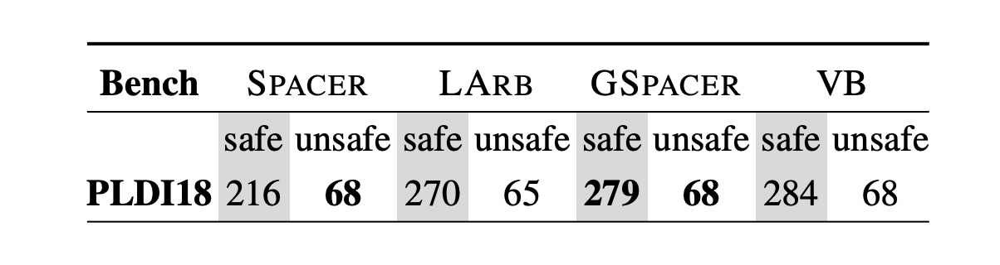 Bench SPACER LARB GSPACER VB
safe unsafe safe unsafe safe unsafe safe unsafe
PLDI18 216 68 270 65 279 68 284 68